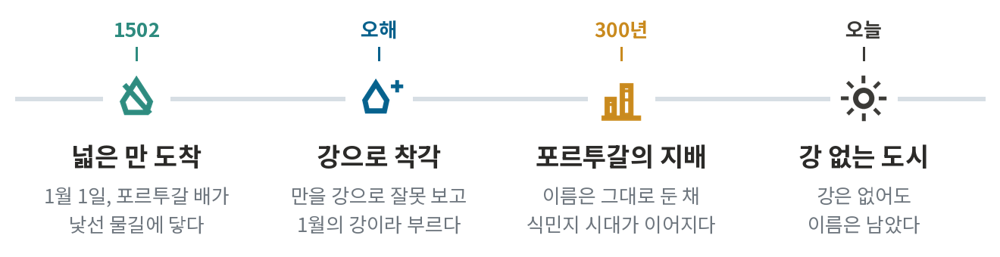 1502
넓은 만 도착
1월 1일, 포르투갈 배가
낯선 물길에 닿다
오해
강으로 착각
만을 강으로 잘못 보고
1월의 강이라 부르다
300년
포르투갈의 지배
이름은 그대로 둔 채
식민지 시대가 이어지다
오늘
강 없는 도시
강은 없어도
이름은 남았다